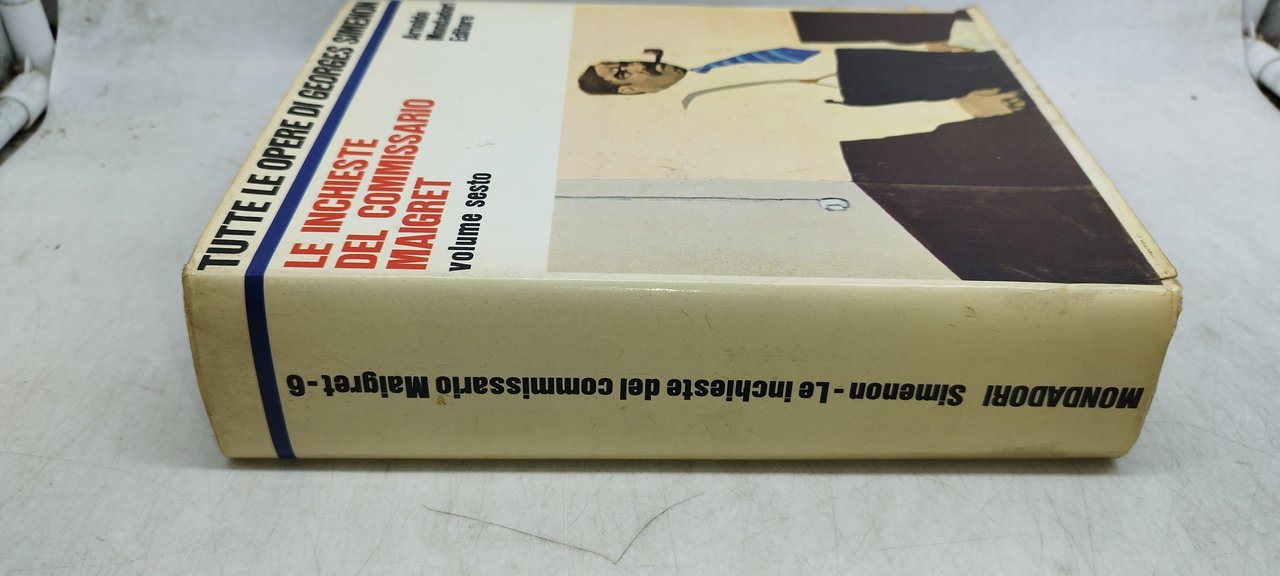 TUTTE LE OPERE DI GEORGES SIMENON
Arnoldo
Mondadori
Editore
LE INCHIESTE
DEL COMMISSARIO
MAIGRET
volume sesto
MONDADORI Simenon - Le inchieste del commissario Maigret - 6